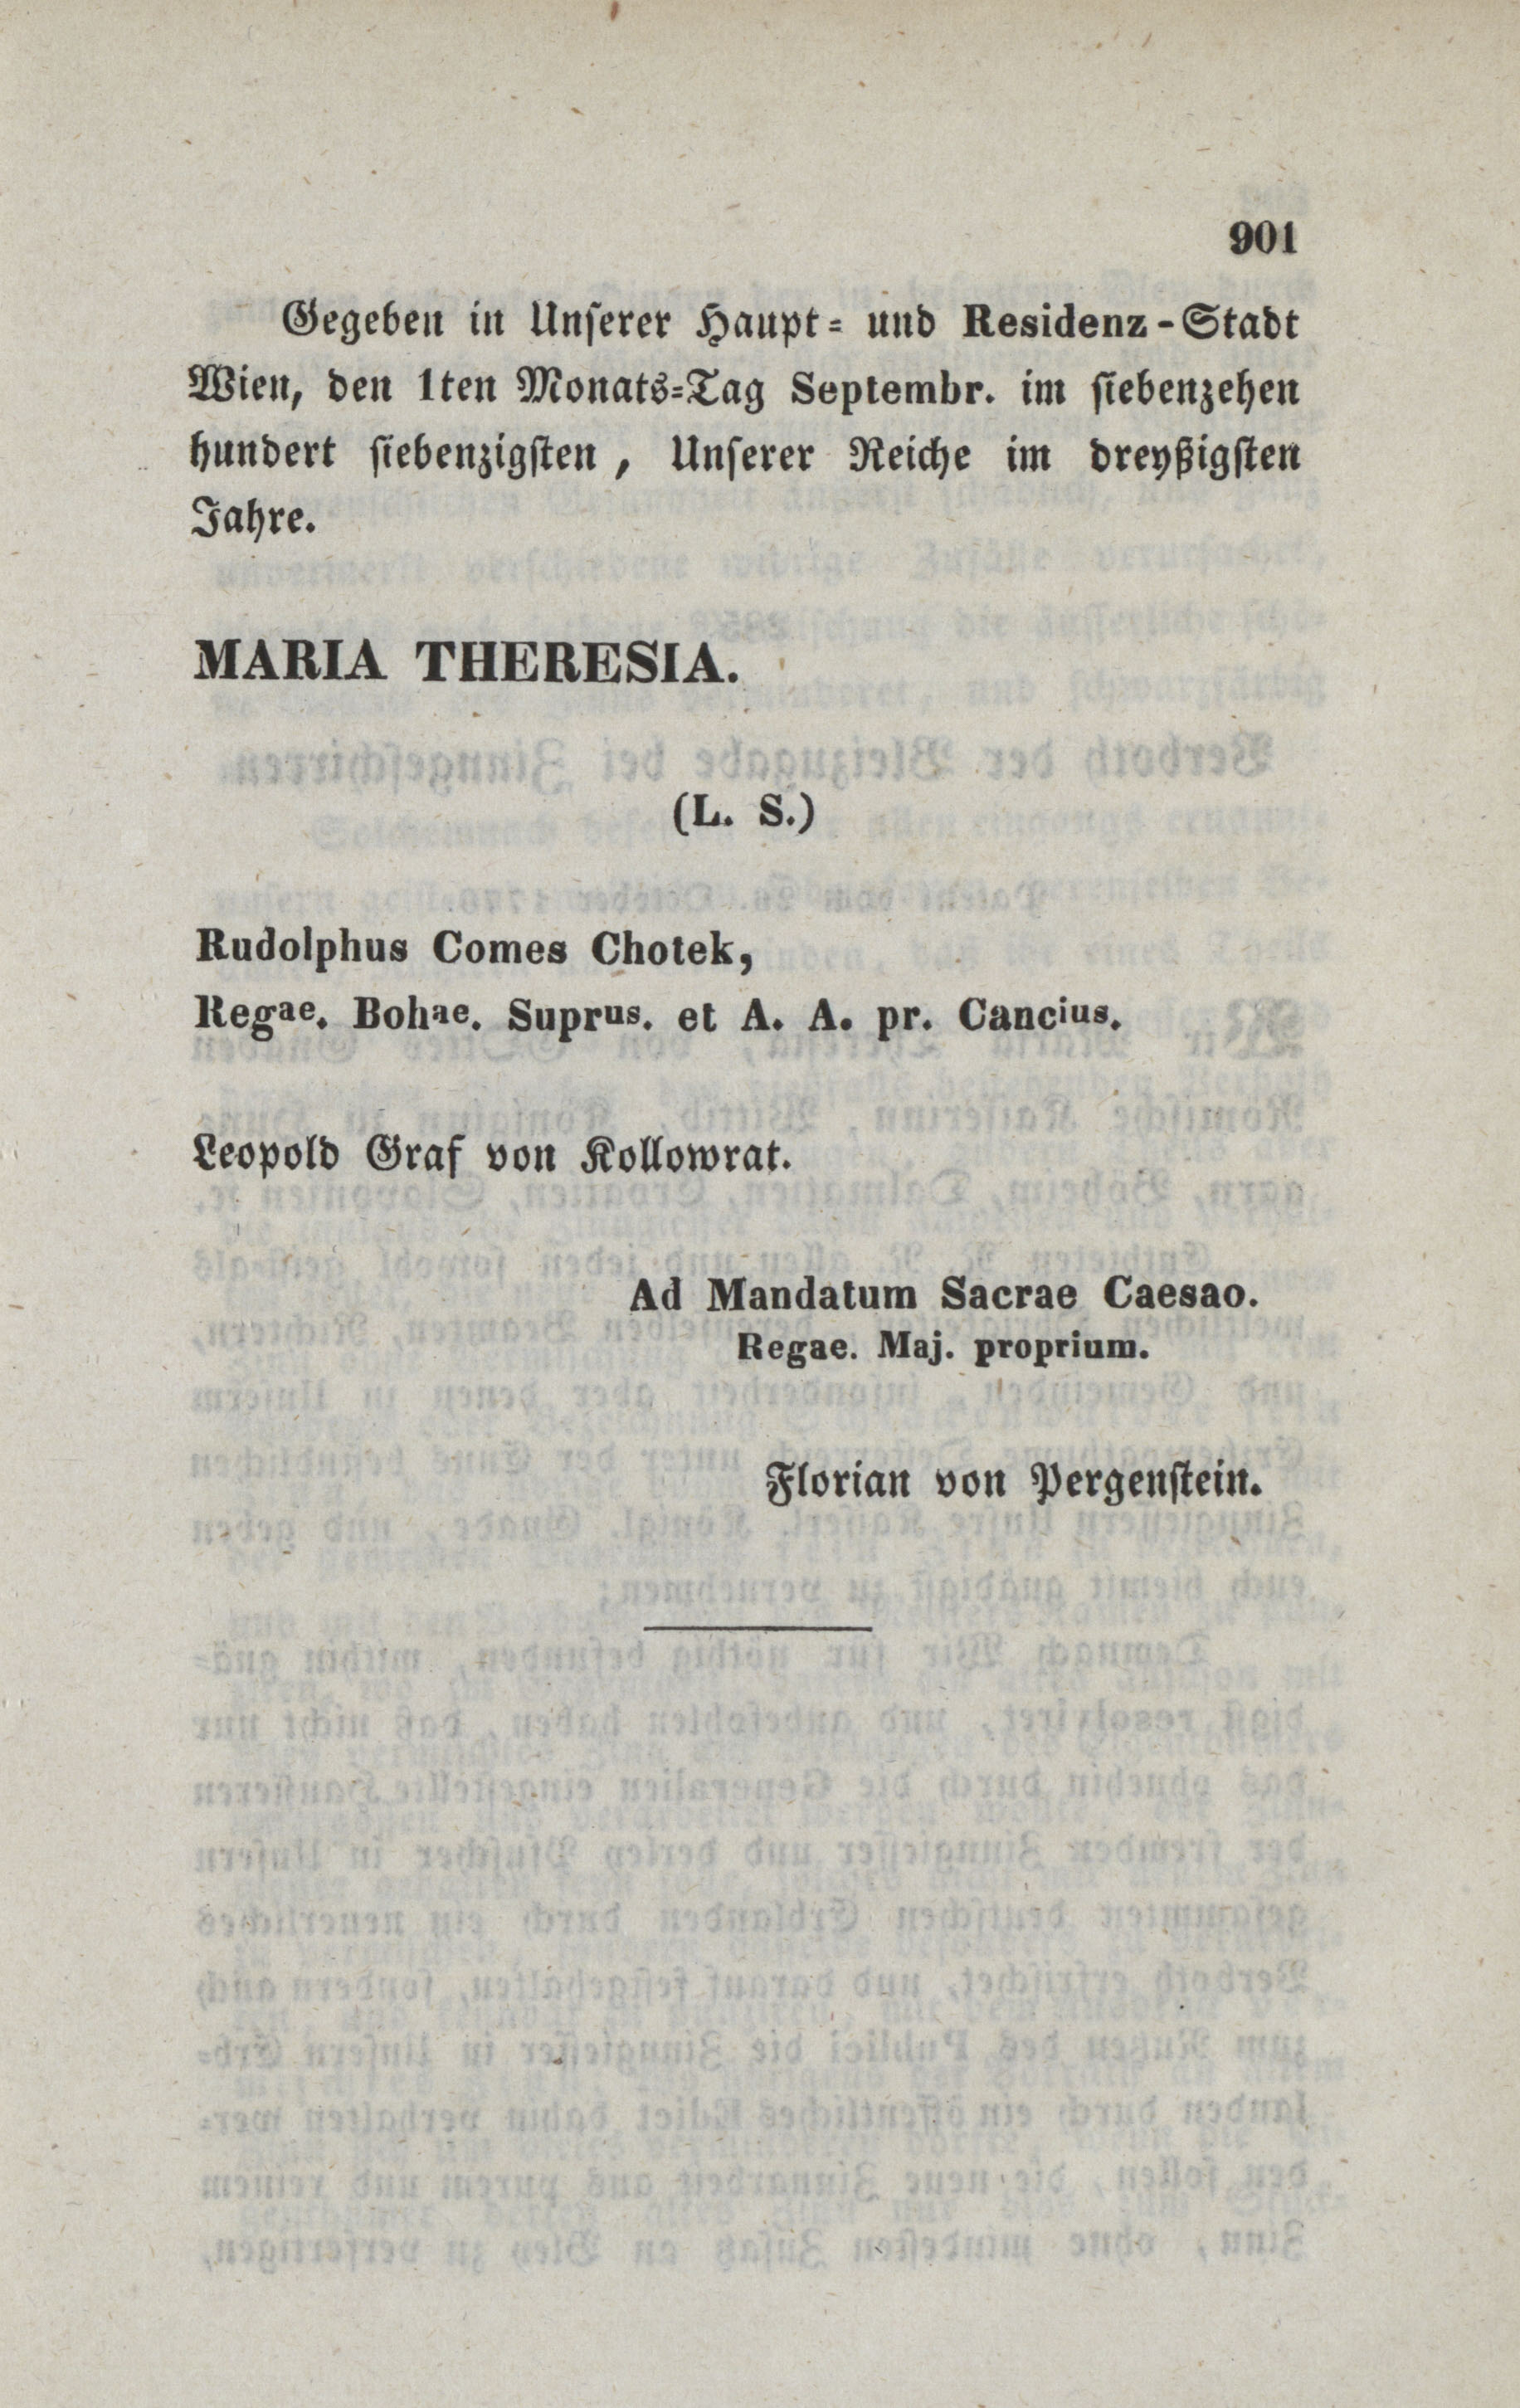 901
Gegeben in Unserer Haupt- und Residenz-Stadt
Wien, den 1ten Monats-Tag Septembr. im siebenzehen
hundert siebenzigsten, Unserer Reiche im dreyßigsten
Jahre.
MARIA THERESIA.
(L. S.)
Rudolphus Comes Chotek,
Regae. Bohae. Suprus. et A. A. pr. Cancius.
Leopold Graf von Kollowrat.
Ad Mandatum Sacrae Caesao.
Regae. Maj. proprium.
Florian von Pergenstein.